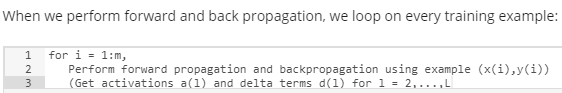 When we perform forward and back propagation, we loop on every training example:
1 for i = 1:m,
2 Perform forward propagation and backpropagation using example (x(i),y(i))
3 (Get activations a(l) and delta terms d(l) for l = 2,...,L